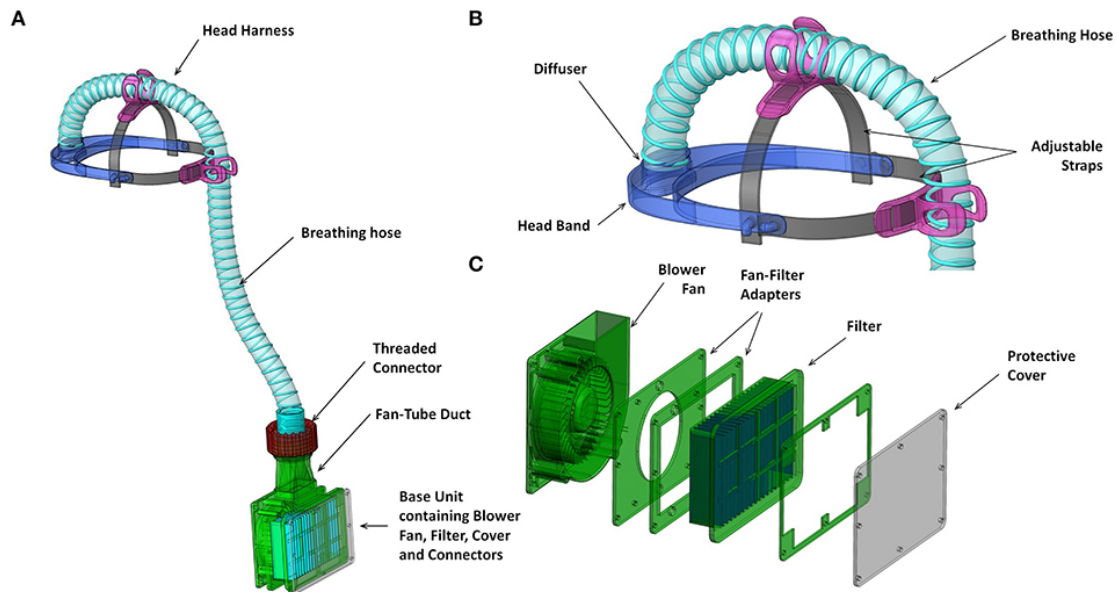 A
Head Harness
Breathing hose
Threaded
Connector
Fan-Tube Duct
Base Unit
containing Blower
Fan, Filter, Cover
and Connectors
B
Breathing Hose
Diffuser
Adjustable
Straps
Head Band
C
Blower
Fan
Fan-Filter
Adapters
Filter
Protective
Cover